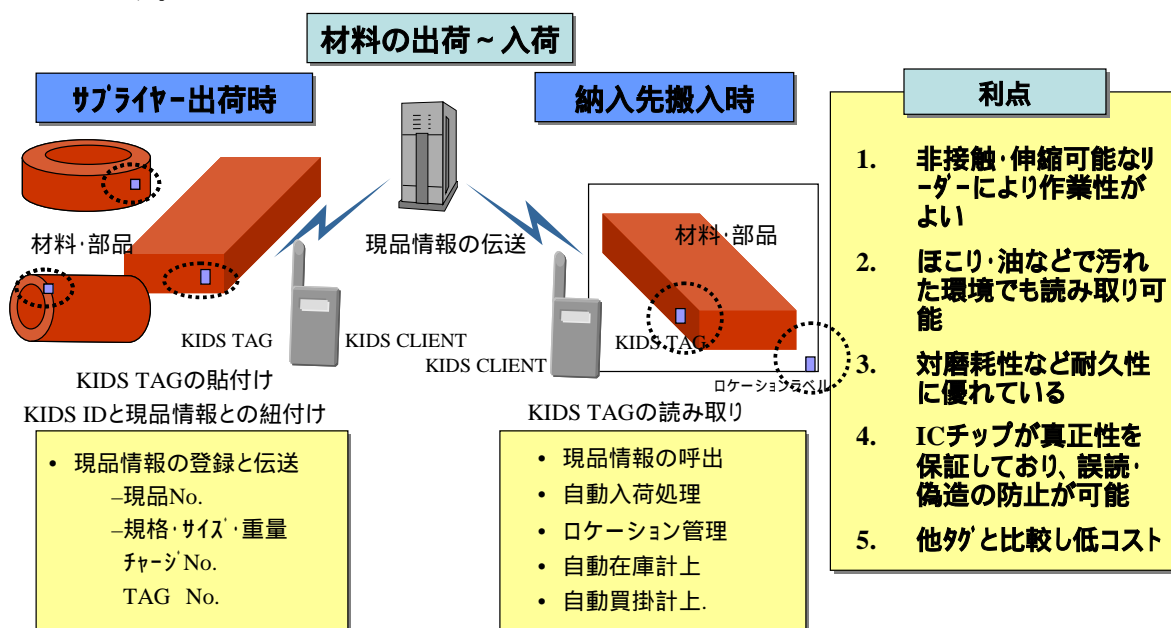 材料の出荷~入荷
サプライヤー出荷時
材料・部品
KIDS TAG
KIDS CLIENT
KIDS TAGの貼付け
KIDS IDと現品情報との紐付け
• 現品情報の登録と伝送
–現品No.
–規格・サイズ・重量
チャージNo.
TAG No.
現品情報の伝送
納入先搬入時
材料・部品
KIDS TAG
KIDS CLIENT
ロケーションラベル
KIDS TAGの読み取り
• 現品情報の呼出
• 自動入荷処理
• ロケーション管理
• 自動在庫計上
• 自動買掛計上.
利点
1. 非接触・伸縮可能なリ
ーダーにより作業性が
よい
2. ほこり・油などで汚れ
た環境でも読み取り可
能
3. 対磨耗性など耐久性
に優れている
4. ICチップが真正性を
保証しており、誤読・
偽造の防止が可能
5. 他タグと比較し低コスト